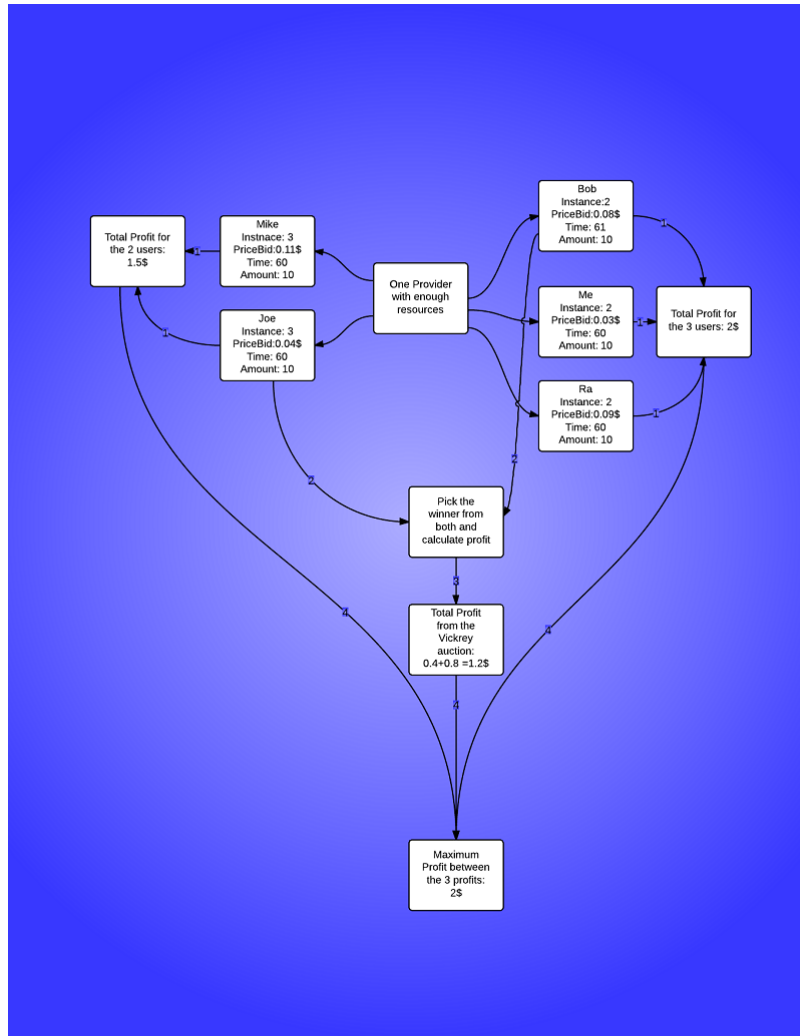 Bob
Instance:2
PriceBid:0.08$
Time: 61
Amount: 10
Mike
Instnace: 3
PriceBid:0.11$
Time: 60
Amount: 10
Total Profit for
the 2 users:
1.5$
1
1
One Provider
with enough
resources
Me
Instance: 2
PriceBid:0.03$
Time: 60
Amount: 10
1
Total Profit for
the 3 users: 2$
Joe
Instance: 3
PriceBid:0.04$
Time: 60
Amount: 10
1
Ra
Instance: 2
PriceBid:0.09$
Time: 60
Amount: 10
1
2
2
Pick the
winner from
both and
calculate profit
3
Total Profit
from the
Vickrey
auction:
0.4+0.8 =1.2$
4
4
4
Maximum
Profit between
the 3 profits:
2$